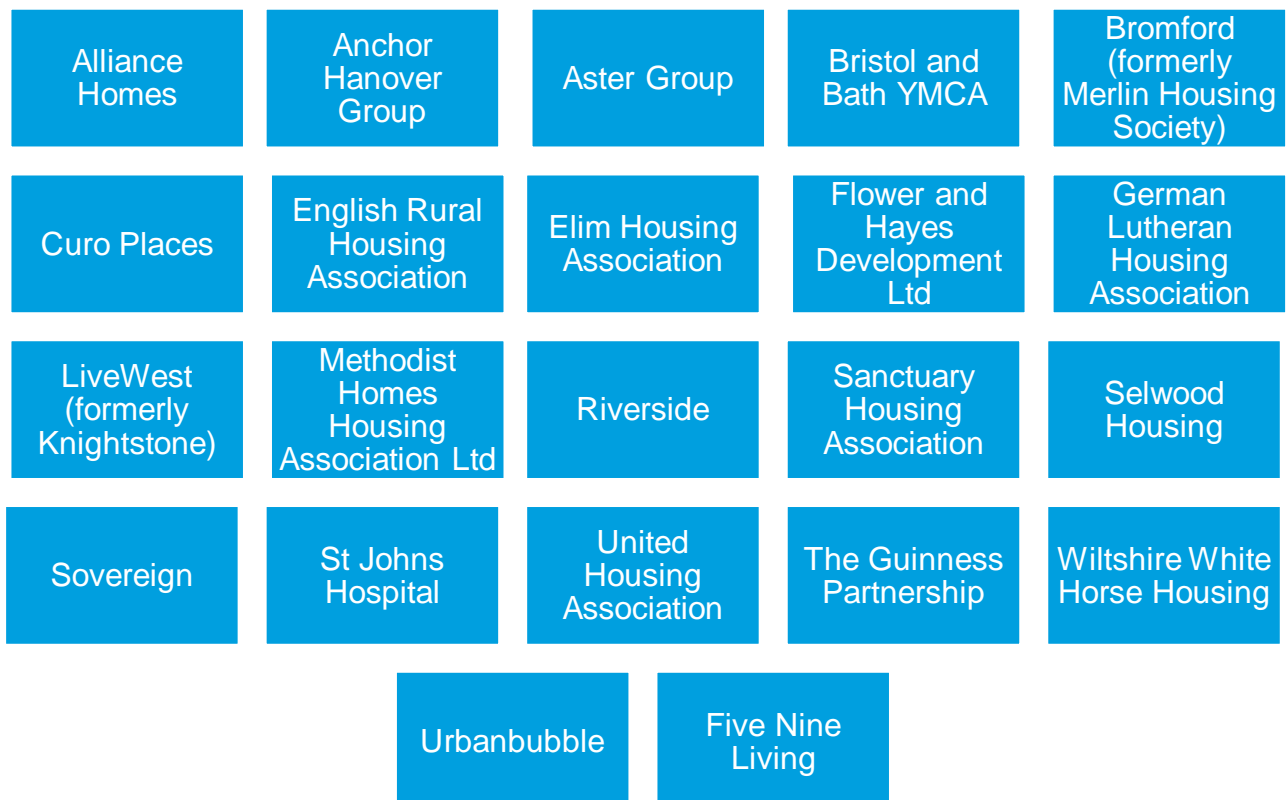 Alliance
Homes
Anchor
Hanover
Group
Aster Group
Bristol and
Bath YMCA
Bromford
(formerly
Merlin Housing
Society)
Curo Places
English Rural
Housing
Association
Elim Housing
Association
Flower and
Hayes
Development
Ltd
German
Lutheran
Housing
Association
LiveWest
(formerly
Knightstone)
Methodist
Homes
Housing
Association Ltd
Riverside
Sanctuary
Housing
Association
Selwood
Housing
Sovereign
St Johns
Hospital
United
Housing
Association
The Guinness
Partnership
Wiltshire White
Horse Housing
Urbanbubble
Five Nine
Living